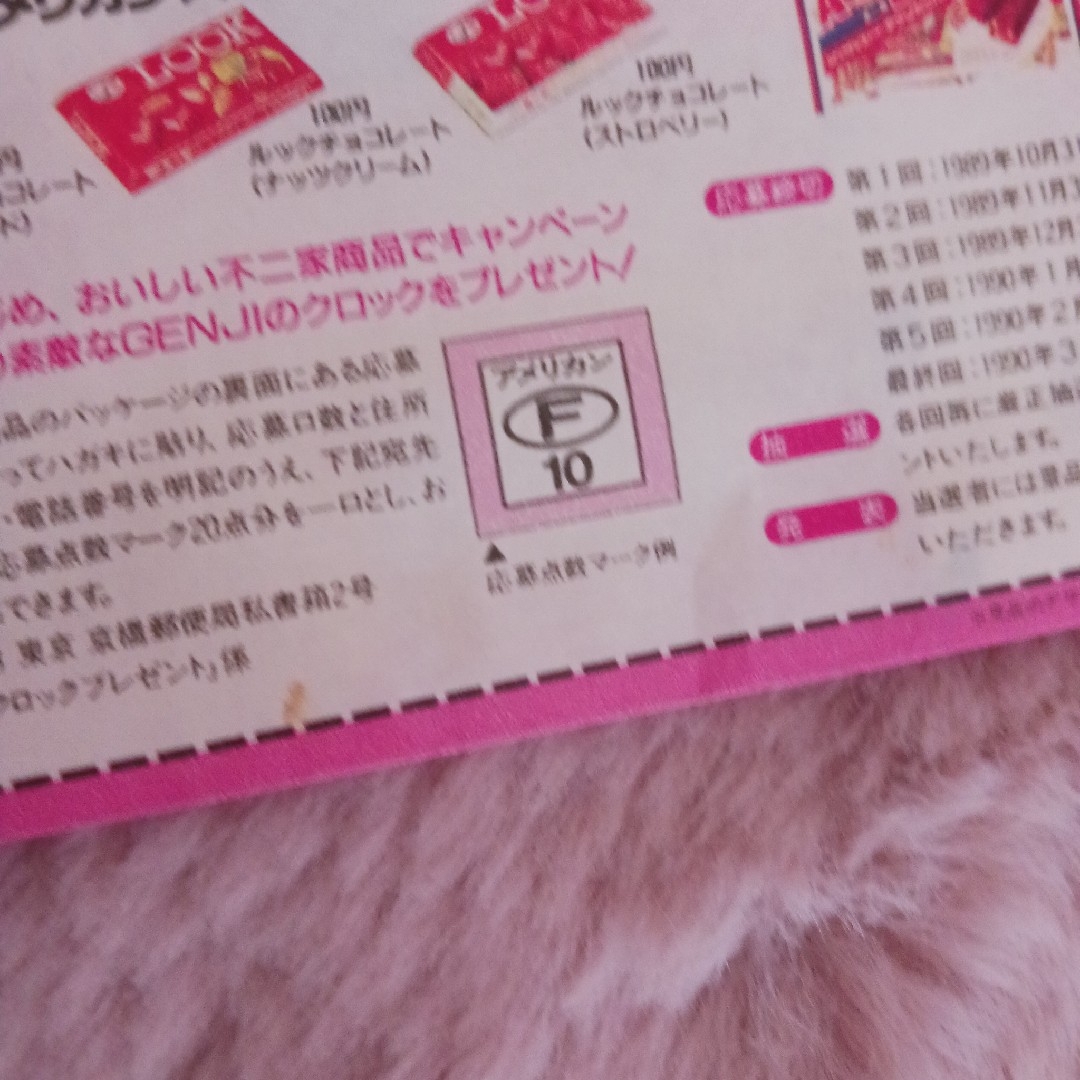 LOOK
100円
ルックチョコレート
(ナッツクリーム)
100円
ルックチョコレート
(ストロベリー)
コレート
め、おいしい不二家商品でキャンペーン
素敵なGENJIのクロックをプレゼント!
品のパッケージの裏面にある応募
ってハガキに貼り、応募口数と住所
・電話番号を明記のうえ、下記宛先
応募点数マーク20点分を一口とし、お
できます。
東京 京橋郵便局私書箱2号
クロックプレゼント」係
アメリカン
F
10
▲
応募点数マーク例
応募締切
第1回:1989年10月3
第2回:1989年11月3
第3回:1989年12月
第4回:1990年1月
第5回:1990年2月
最終回:1990年3
抽選
各回毎に厳正抽
ントいたします。
発表
当選者には景品
いただきます。